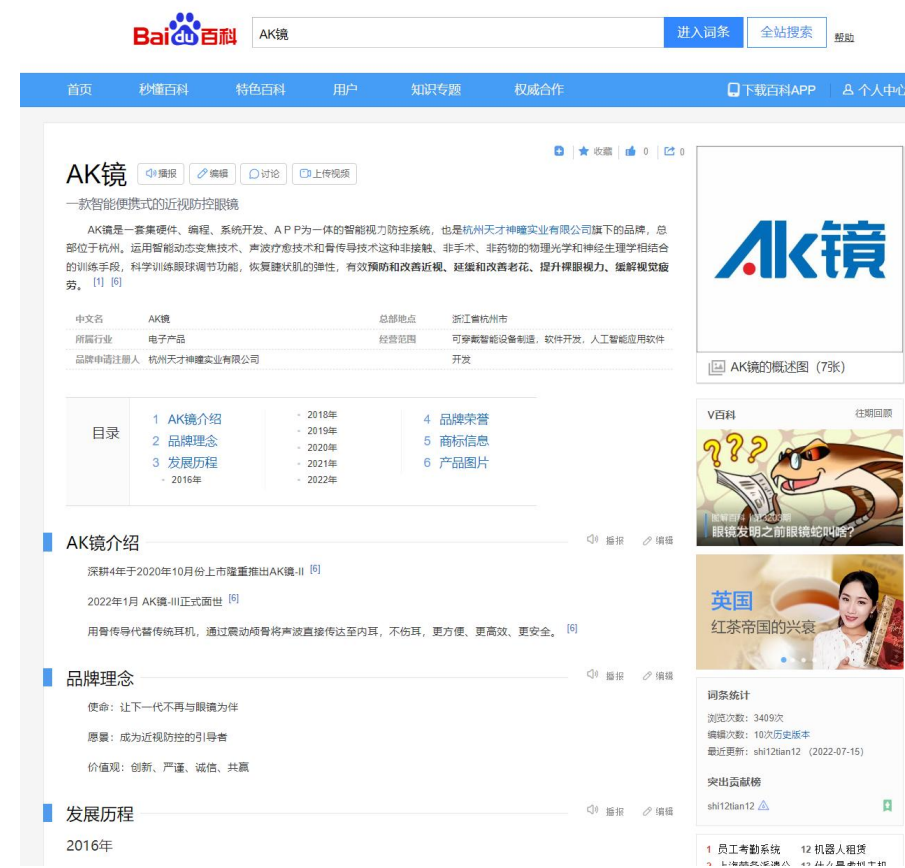 Bai du 百科
AK镜
进入词条
全站搜索
帮助
首页 秒懂百科 特色百科 用户 知识专题 权威合作 下载百科APP 个人中心
收藏 0 0
AK镜 播报 编辑 讨论 上传视频
一款智能便携式的近视防控眼镜
AK镜是一套集硬件、编程、系统开发、APP为一体的智能视力防控系统，也是杭州天才神瞳实业有限公司旗下的品牌，总
部位于杭州。运用智能动态变焦技术、声波疗愈技术和骨传导技术这种非接触、非手术、非药物的物理光学和神经生理学相结合
的训练手段，科学训练眼球调节功能，恢复睫状肌的弹性，有效预防和改善近视、延缓和改善老花、提升裸眼视力、缓解视觉疲
劳。 [1] [6]
中文名 AK镜 总部地点 浙江省杭州市
所属行业 电子产品 经营范围 可穿戴智能设备制造，软件开发，人工智能应用软件
品牌申请注册人 杭州天才神瞳实业有限公司 开发
目录
1 AK镜介绍
2 品牌理念
3 发展历程
· 2016年
· 2018年
· 2019年
· 2020年
· 2021年
· 2022年
4 品牌荣誉
5 商标信息
6 产品图片
AK镜介绍 播报 编辑
深耕4年于2020年10月份上市隆重推出AK镜-II [6]
2022年1月 AK镜-III正式面世 [6]
用骨传导代替传统耳机，通过震动颅骨将声波直接传达至内耳，不伤耳，更方便、更高效、更安全。 [6]
品牌理念 播报 编辑
使命：让下一代不再与眼镜为伴
愿景：成为近视防控的引导者
价值观：创新、严谨、诚信、共赢
发展历程 播报 编辑
2016年
AK镜
AK镜的概述图（7张）
V百科 往期回顾
???
眼镜发明之前眼镜蛇叫啥?
英国
红茶帝国的兴衰
词条统计
浏览次数：3409次
编辑次数：10次历史版本
最近更新：shi12tian12 （2022-07-15）
突出贡献榜
shi12tian12
1 员工考勤系统 12 机器人租赁